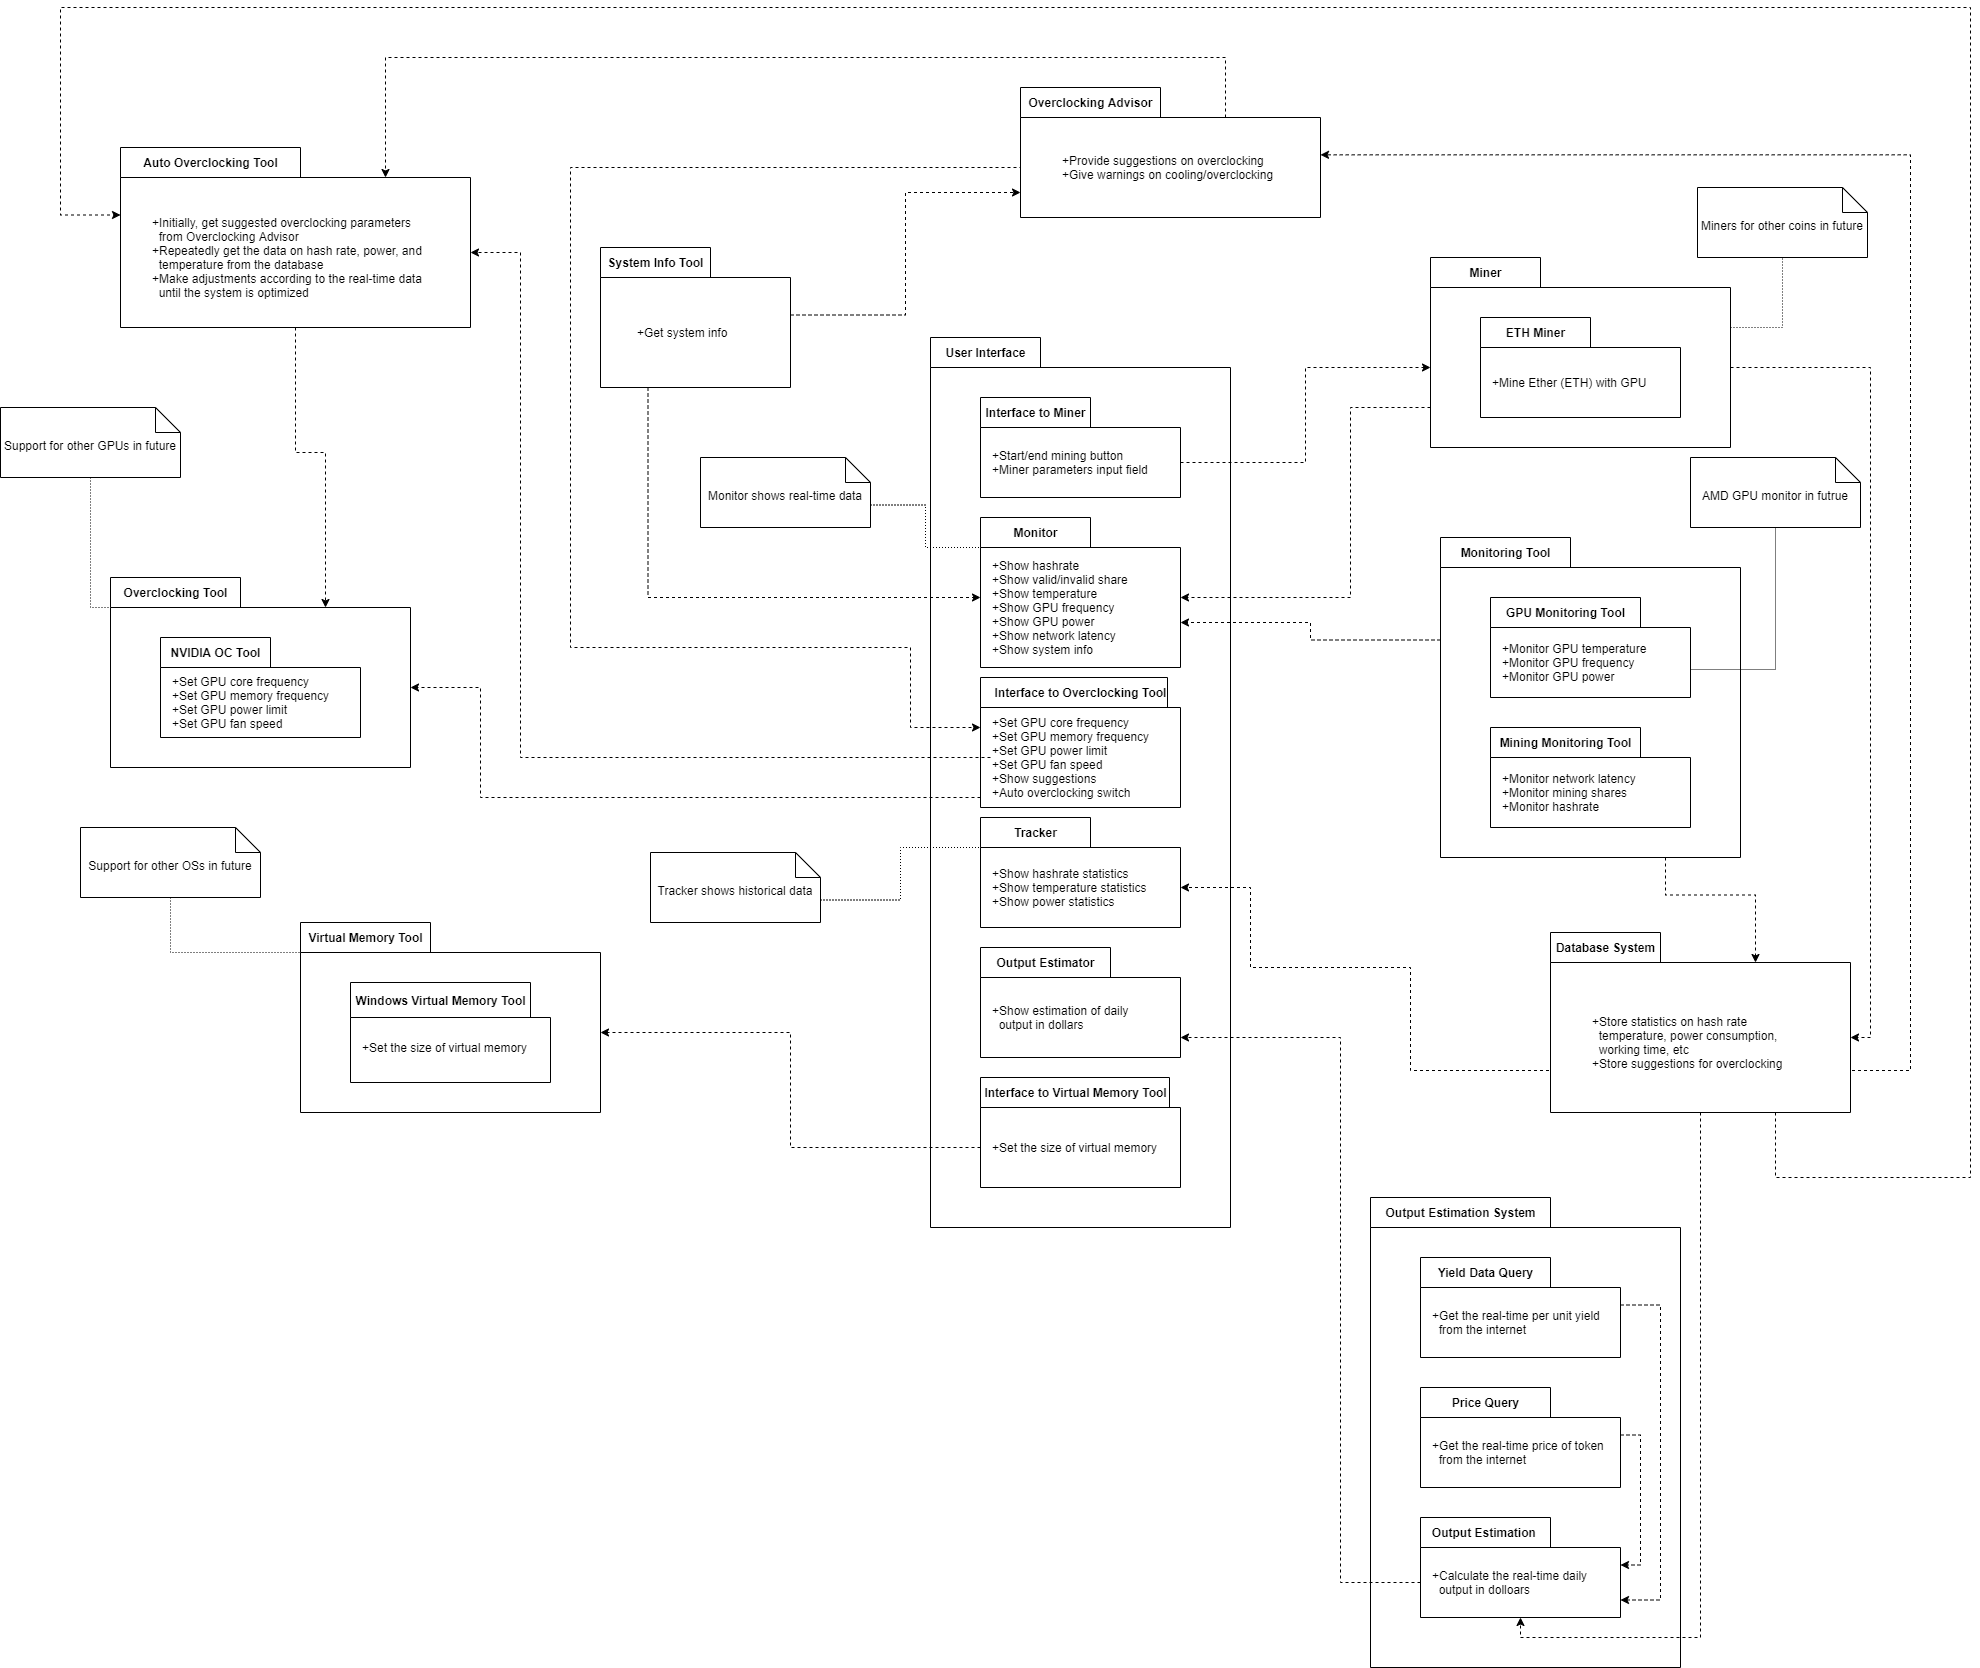 Overclocking Advisor
+Provide suggestions on overclocking
+Give warnings on cooling/overclocking
Auto Overclocking Tool
+Initially, get suggested overclocking parameters
from Overclocking Advisor
+Repeatedly get the data on hash rate, power, and
temperature from the database
+Make adjustments according to the real-time data
until the system is optimized
System Info Tool
+Get system info
Miners for other coins in future
Miner
ETH Miner
+Mine Ether (ETH) with GPU
User Interface
Interface to Miner
+Start/end mining button
+Miner parameters input field
Support for other GPUs in future
Monitor shows real-time data
Monitor
+Show hashrate
+Show valid/invalid share
+Show temperature
+Show GPU frequency
+Show GPU power
+Show network latency
+Show system info
AMD GPU monitor in futrue
Monitoring Tool
GPU Monitoring Tool
+Monitor GPU temperature
+Monitor GPU frequency
+Monitor GPU power
Mining Monitoring Tool
+Monitor network latency
+Monitor mining shares
+Monitor hashrate
Overclocking Tool
NVIDIA OC Tool
+Set GPU core frequency
+Set GPU memory frequency
+Set GPU power limit
+Set GPU fan speed
Interface to Overclocking Tool
+Set GPU core frequency
+Set GPU memory frequency
+Set GPU power limit
+Set GPU fan speed
+Show suggestions
+Auto overclocking switch
Support for other OSs in future
Tracker shows historical data
Tracker
+Show hashrate statistics
+Show temperature statistics
+Show power statistics
Virtual Memory Tool
Windows Virtual Memory Tool
+Set the size of virtual memory
Output Estimator
+Show estimation of daily
output in dollars
Database System
+Store statistics on hash rate
temperature, power consumption,
working time, etc
+Store suggestions for overclocking
Interface to Virtual Memory Tool
+Set the size of virtual memory
Output Estimation System
Yield Data Query
+Get the real-time per unit yield
from the internet
Price Query
+Get the real-time price of token
from the internet
Output Estimation
+Calculate the real-time daily
output in dolloars